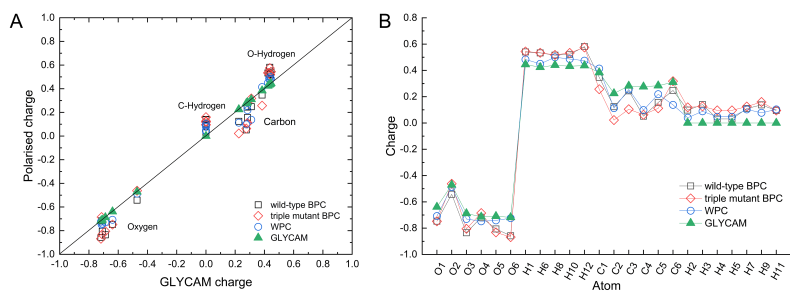 A
B
Polarised charge
1.0
0.8
0.6
0.4
0.2
0.0
-0.2
-0.4
-0.6
-0.8
-1.0
O-Hydrogen
C-Hydrogen
Carbon
Oxygen
wild-type BPC
triple mutant BPC
WPC
GLYCAM
-1.0 -0.8 -0.6 -0.4 -0.2 0.0 0.2 0.4 0.6 0.8 1.0
GLYCAM charge
Charge
0.8
0.6
0.4
0.2
0.0
-0.2
-0.4
-0.6
-0.8
-1.0
wild-type BPC
triple mutant BPC
WPC
GLYCAM
O1 O2 O3 O4 O5 O6 H1 H6 H8 H10 H12 C1 C2 C3 C4 C5 C6 H2 H3 H4 H5 H7 H9 H11
Atom